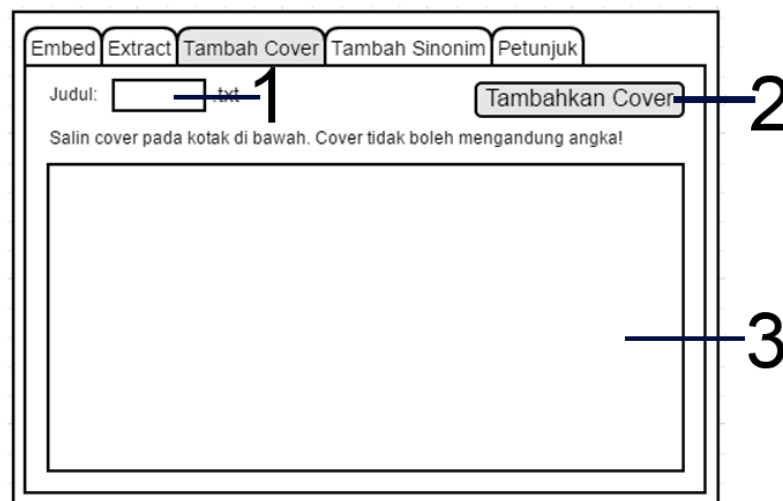 Embed Extract Tambah Cover Tambah Sinonim Petunjuk
Judul: .txt 1 Tambahkan Cover 2
Salin cover pada kotak di bawah. Cover tidak boleh mengandung angka!
3